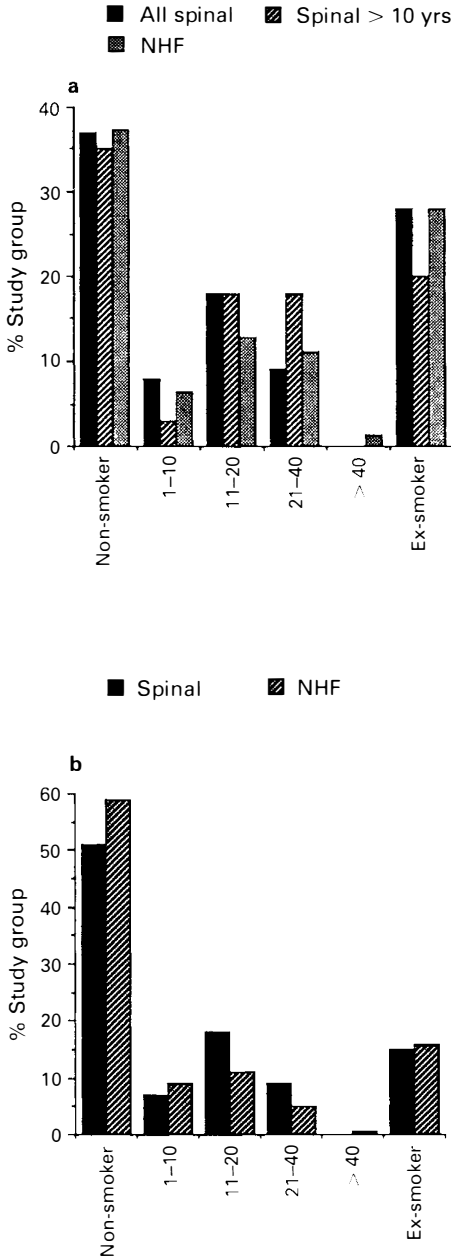 All spinal Spinal > 10 yrs
NHF
a
40
30
20
10
0
% Study group
Non-smoker
1–10
11–20
21–40
> 40
Ex-smoker
Spinal NHF
b
60
50
40
30
20
10
0
% Study group
Non-smoker
1–10
11–20
21–40
> 40
Ex-smoker